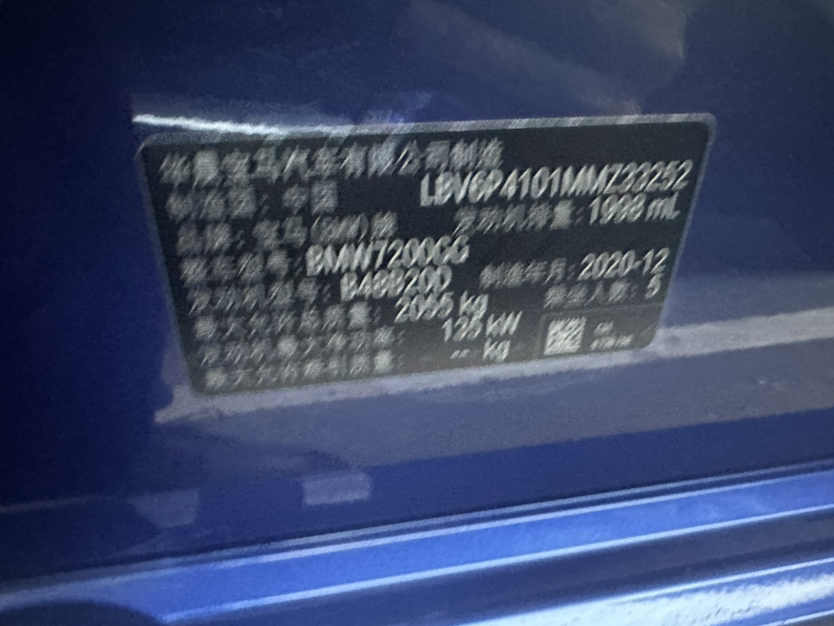 华晨宝马汽车有限公司制造
制造国：中国 LBV6P4101MMZ33252
品牌：宝马(BMW)牌 发动机排量：1998 mL
整车型号：BMW7200GG
发动机型号：B48B20D 制造年月：2020-12
最大允许总质量：2095 kg 乘坐人数：5
发动机最大净功率：135 kW
最大允许牵引质量：-- kg